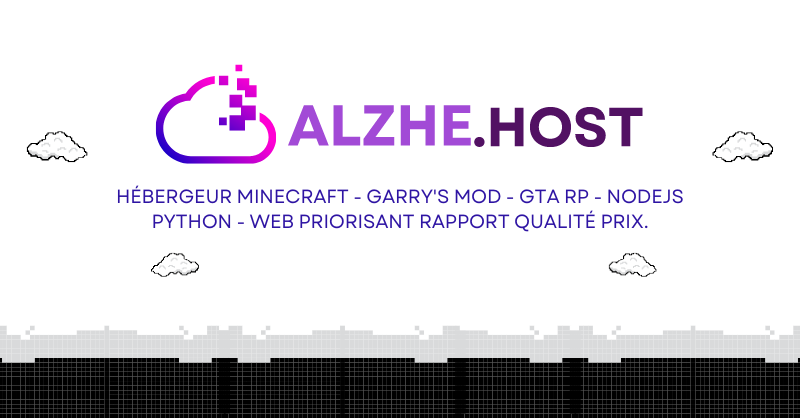 ALZHE.HOST
HÉBERGEUR MINECRAFT - GARRY'S MOD - GTA RP - NODEJS
PYTHON - WEB PRIORISANT RAPPORT QUALITÉ PRIX.